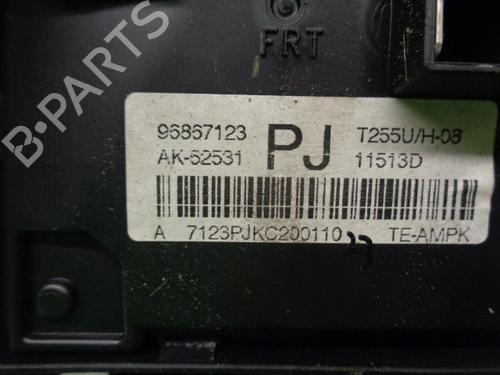 B-PARTS
FRT
96867123 PJ T255U/H-08
AK-62531 11513D
A 7123PJKC200110 TE-AMPK